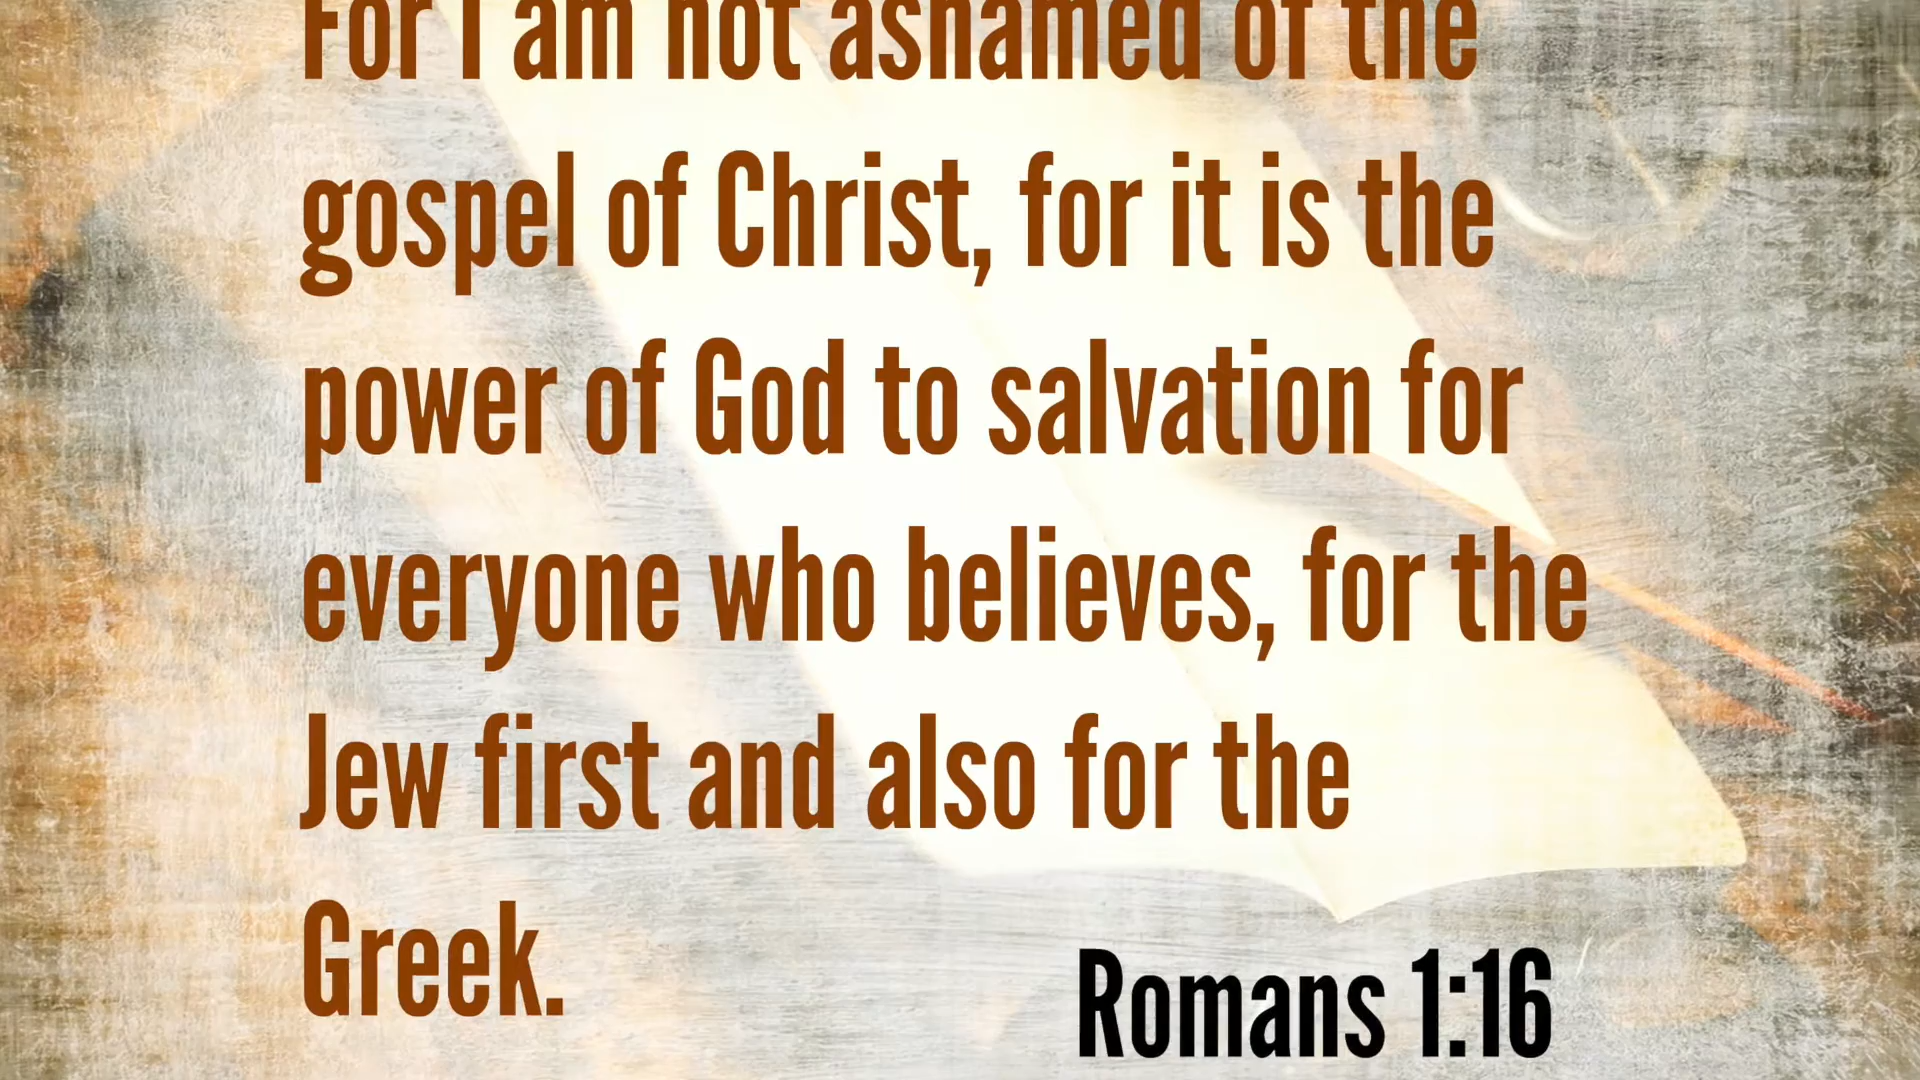 For I am not ashamed of the
gospel of Christ, for it is the
power of God to salvation for
everyone who believes, for the
Jew first and also for the
Greek.
Romans 1:16